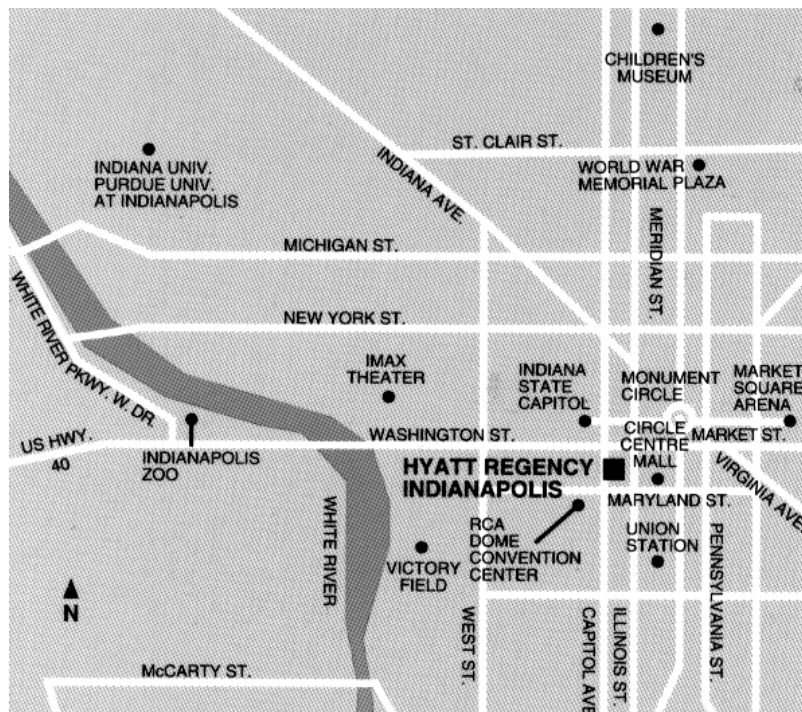 CHILDREN'S
MUSEUM
ST. CLAIR ST.
INDIANA UNIV.
PURDUE UNIV.
AT INDIANAPOLIS
INDIANA AVE.
WORLD WAR
MEMORIAL PLAZA
MERIDIAN ST.
MICHIGAN ST.
WHITE RIVER PKWY. W. DR.
NEW YORK ST.
IMAX
THEATER
INDIANA
STATE
CAPITOL
MONUMENT
CIRCLE
MARKET
SQUARE
ARENA
US HWY.
40
INDIANAPOLIS
ZOO
WASHINGTON ST.
CIRCLE
CENTRE
MALL
MARKET ST.
VIRGINIA AVE.
HYATT REGENCY
INDIANAPOLIS
MARYLAND ST.
WHITE RIVER
VICTORY
FIELD
RCA
DOME
CONVENTION
CENTER
UNION
STATION
PENNSYLVANIA ST.
N
WEST ST.
CAPITOL AVE
ILLINOIS ST.
McCARTY ST.